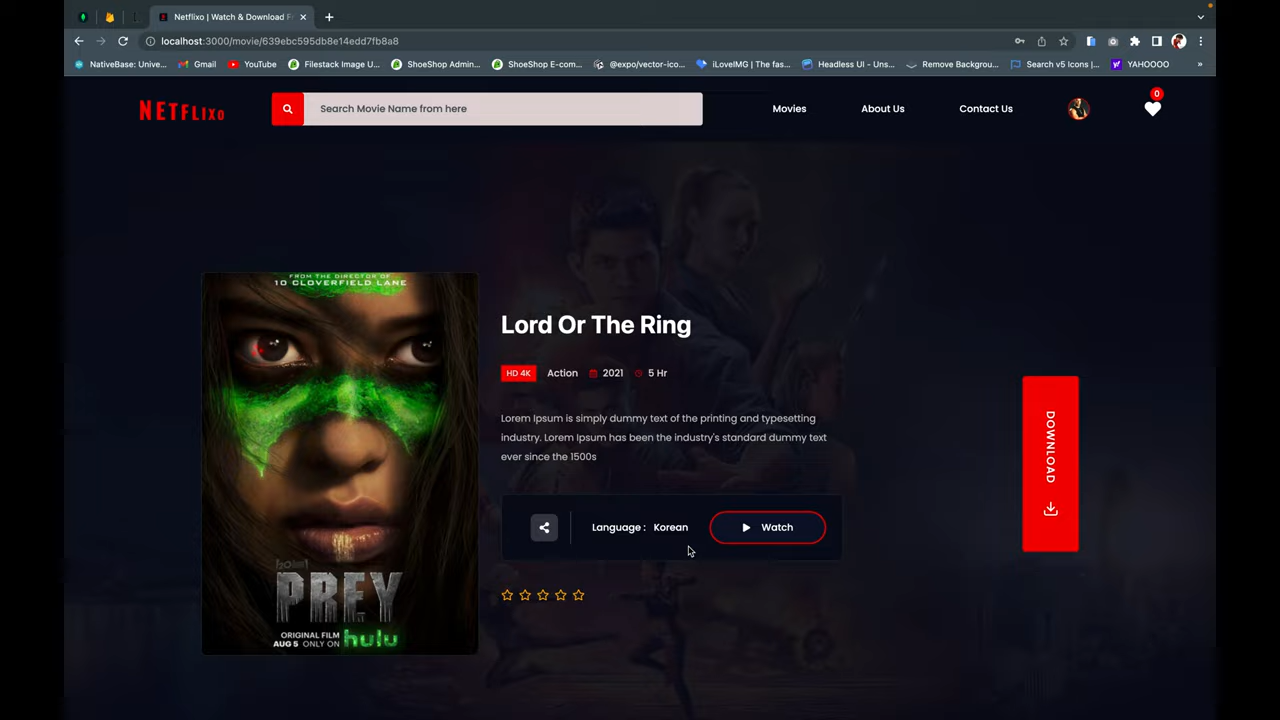 Netflixo | Watch & Download F
localhost:3000/movie/639ebc595db8e14edd7fb8a8
NativeBase: Unive...
Gmail
YouTube
Filestack Image U...
ShoeShop Admin...
ShoeShop E-com...
@expo/vector-ico...
iLoveIMG | The fas...
Headless UI - Uns...
Remove Backgrou...
Search v5 Icons |...
YAHOOOO
»
NETFLIXO
Search Movie Name from here
Movies
About Us
Contact Us
0
FROM THE DIRECTOR OF
10 CLOVERFIELD LANE
PREY
ORIGINAL FILM
AUG 5 ONLY ON hulu
Lord Or The Ring
HD 4K Action 2021 5 Hr
Lorem Ipsum is simply dummy text of the printing and typesetting
industry. Lorem Ipsum has been the industry's standard dummy text
ever since the 1500s
Language : Korean
Watch
DOWNLOAD